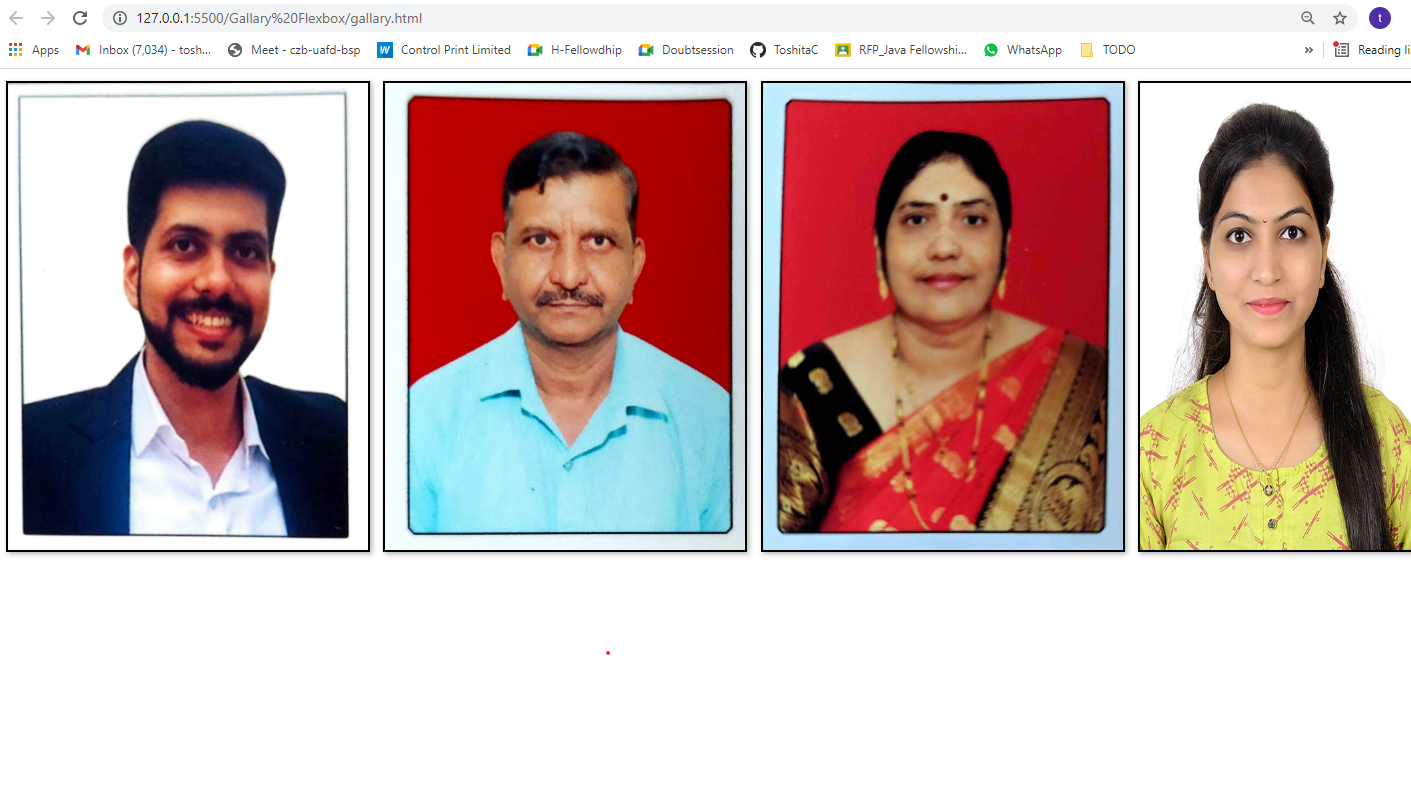 127.0.0.1:5500/Gallary%20Flexbox/gallary.html t
Apps Inbox (7,034) - tosh... Meet - czb-uafd-bsp W Control Print Limited H-Fellowdhip Doubtsession ToshitaC RFP_Java Fellowshi... WhatsApp TODO » Reading li